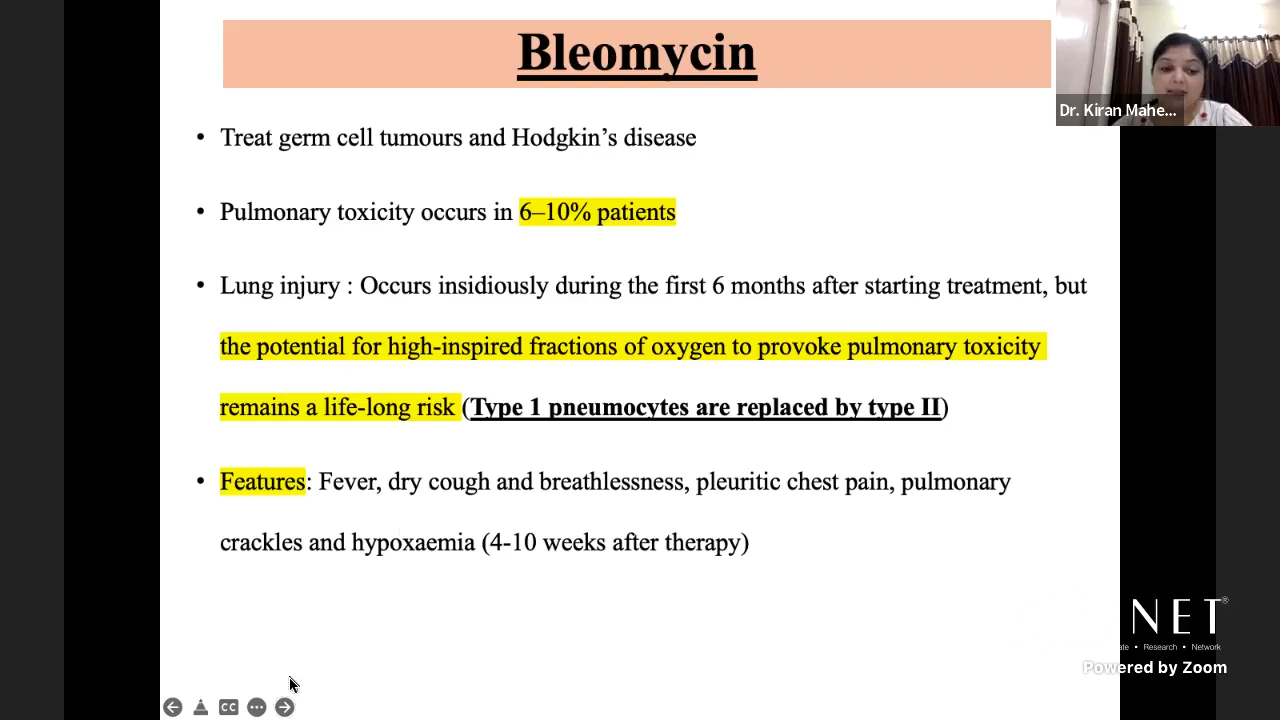 Bleomycin
Dr. Kiran Mahe...
• Treat germ cell tumours and Hodgkin’s disease
• Pulmonary toxicity occurs in 6–10% patients
• Lung injury : Occurs insidiously during the first 6 months after starting treatment, but
the potential for high-inspired fractions of oxygen to provoke pulmonary toxicity
remains a life-long risk (Type 1 pneumocytes are replaced by type II)
• Features: Fever, dry cough and breathlessness, pleuritic chest pain, pulmonary
crackles and hypoxaemia (4-10 weeks after therapy)
NET®
• Research • Network
Powered by Zoom
CC